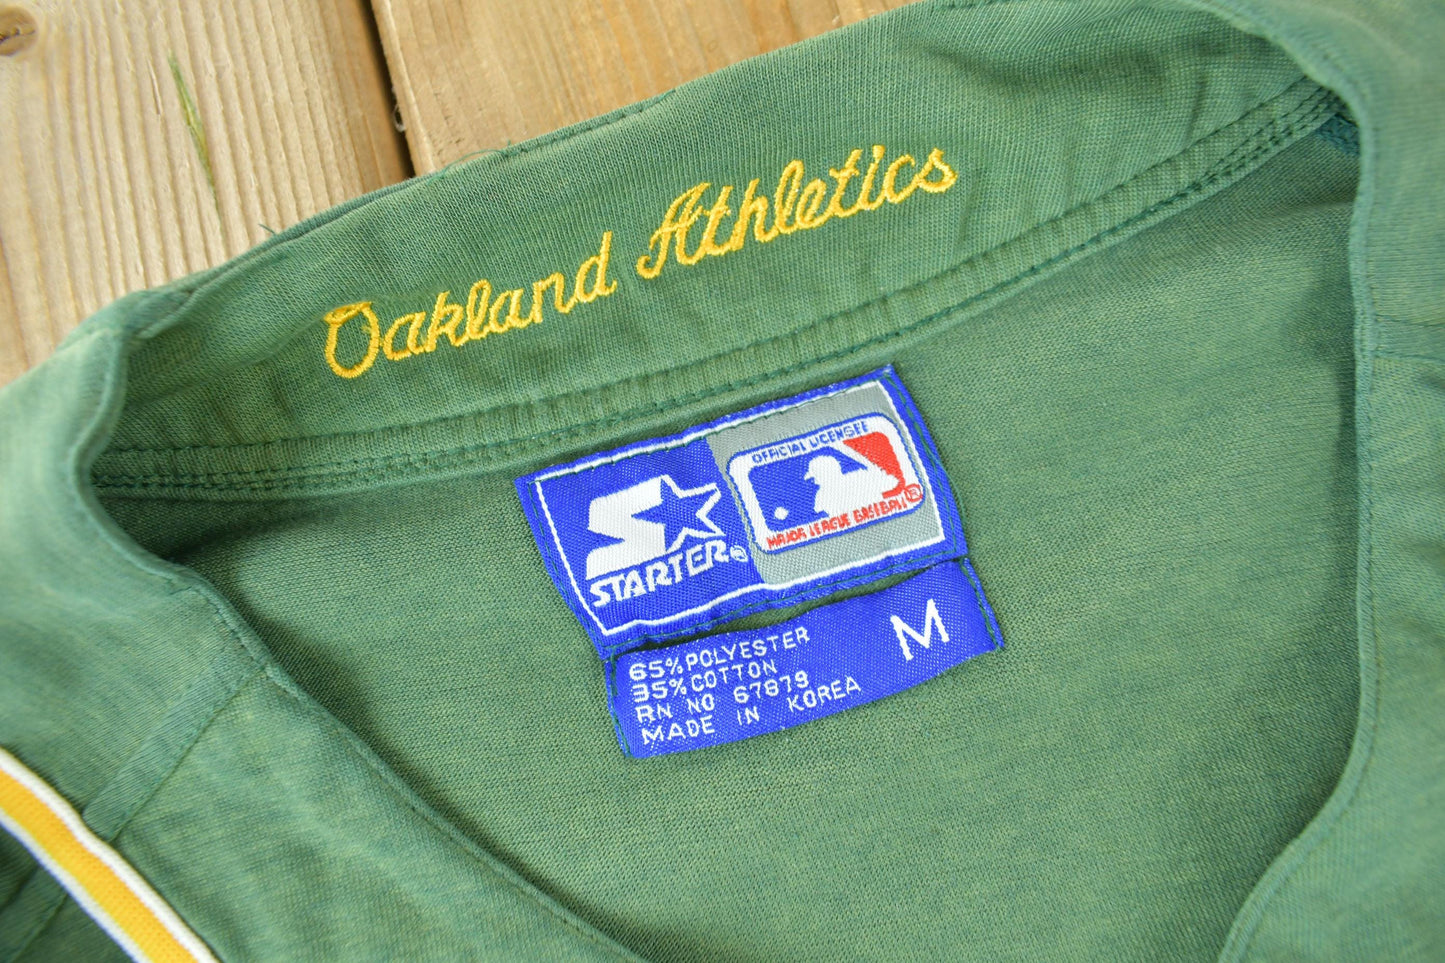 Oakland Athletics
STARTER®
OFFICIAL LICENSEE
MAJOR LEAGUE BASEBALL®
M
65% POLYESTER
35% COTTON
RN NO 67879
MADE IN KOREA